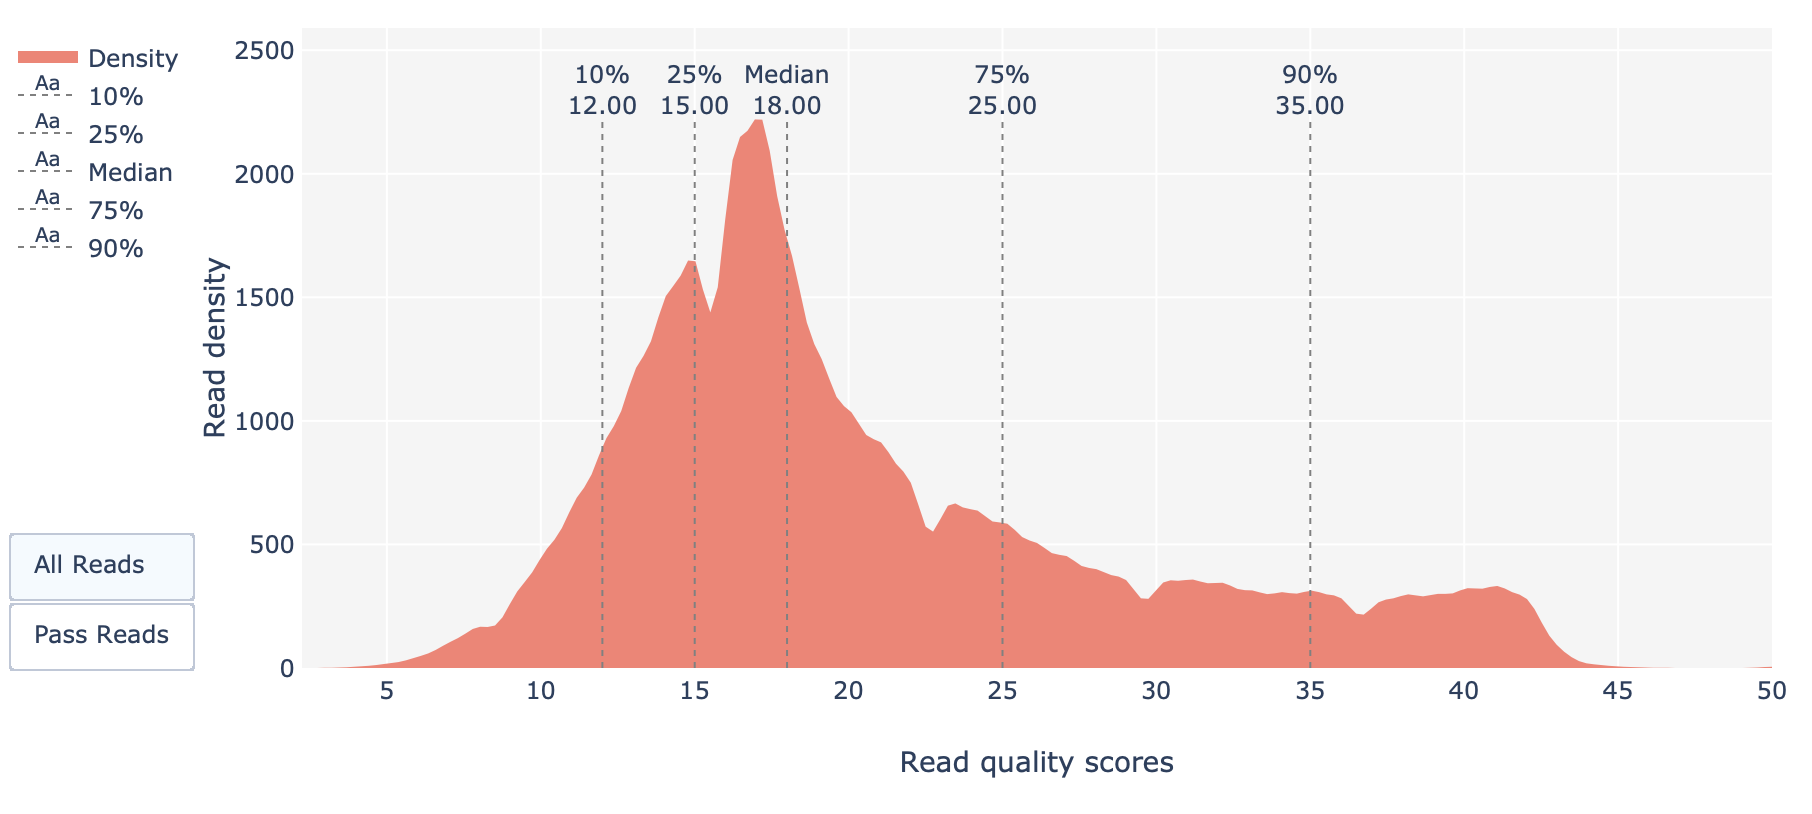 Density
Aa
10%
Aa
25%
Aa
Median
Aa
75%
Aa
90%
All Reads
Pass Reads
Read density
2500
2000
1500
1000
500
0
10%
12.00
25%
15.00
Median
18.00
75%
25.00
90%
35.00
5 10 15 20 25 30 35 40 45 50
Read quality scores